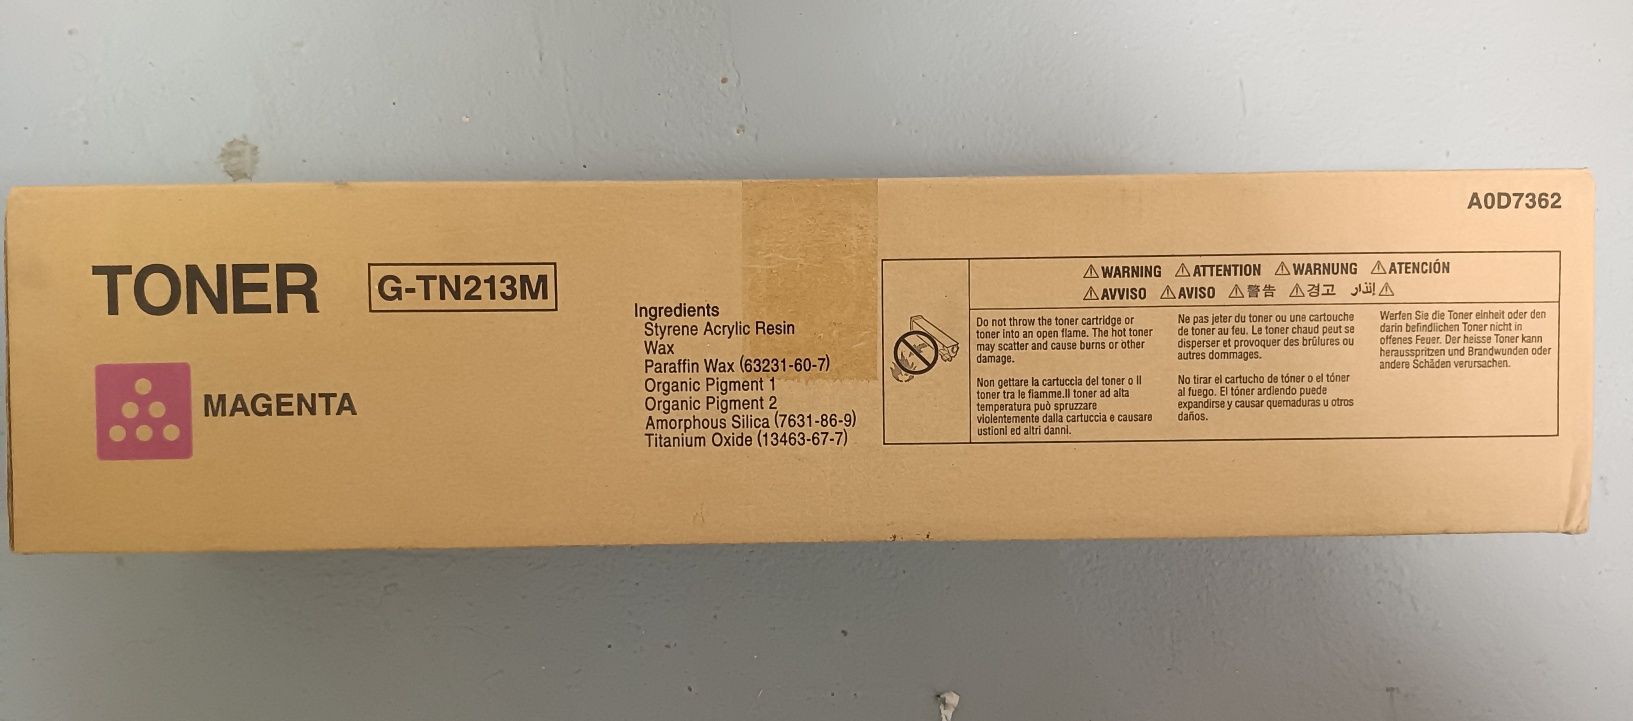 A0D7362
TONER G-TN213M
MAGENTA
Ingredients
Styrene Acrylic Resin
Wax
Paraffin Wax (63231-60-7)
Organic Pigment 1
Organic Pigment 2
Amorphous Silica (7631-86-9)
Titanium Oxide (13463-67-7)
⚠WARNING ⚠ATTENTION ⚠WARNUNG ⚠ATENCIÓN
⚠AVVISO ⚠AVISO ⚠警告 ⚠경고 ⚠إنذار
Do not throw the toner cartridge or
toner into an open flame. The hot toner
may scatter and cause burns or other
damage.
Non gettare la cartuccia del toner o il
toner tra le fiamme.Il toner ad alta
temperatura può spruzzare
violentemente dalla cartuccia e causare
ustioni ed altri danni.
Ne pas jeter du toner ou une cartouche
de toner au feu. Le toner chaud peut se
disperser et provoquer des brûlures ou
autres dommages.
No tirar el cartucho de tóner o el tóner
al fuego. El tóner ardiendo puede
expandirse y causar quemaduras u otros
daños.
Werfen Sie die Toner einheit oder den
darin befindlichen Toner nicht in
offenes Feuer. Der heisse Toner kann
herausspritzen und Brandwunden oder
andere Schäden verursachen.